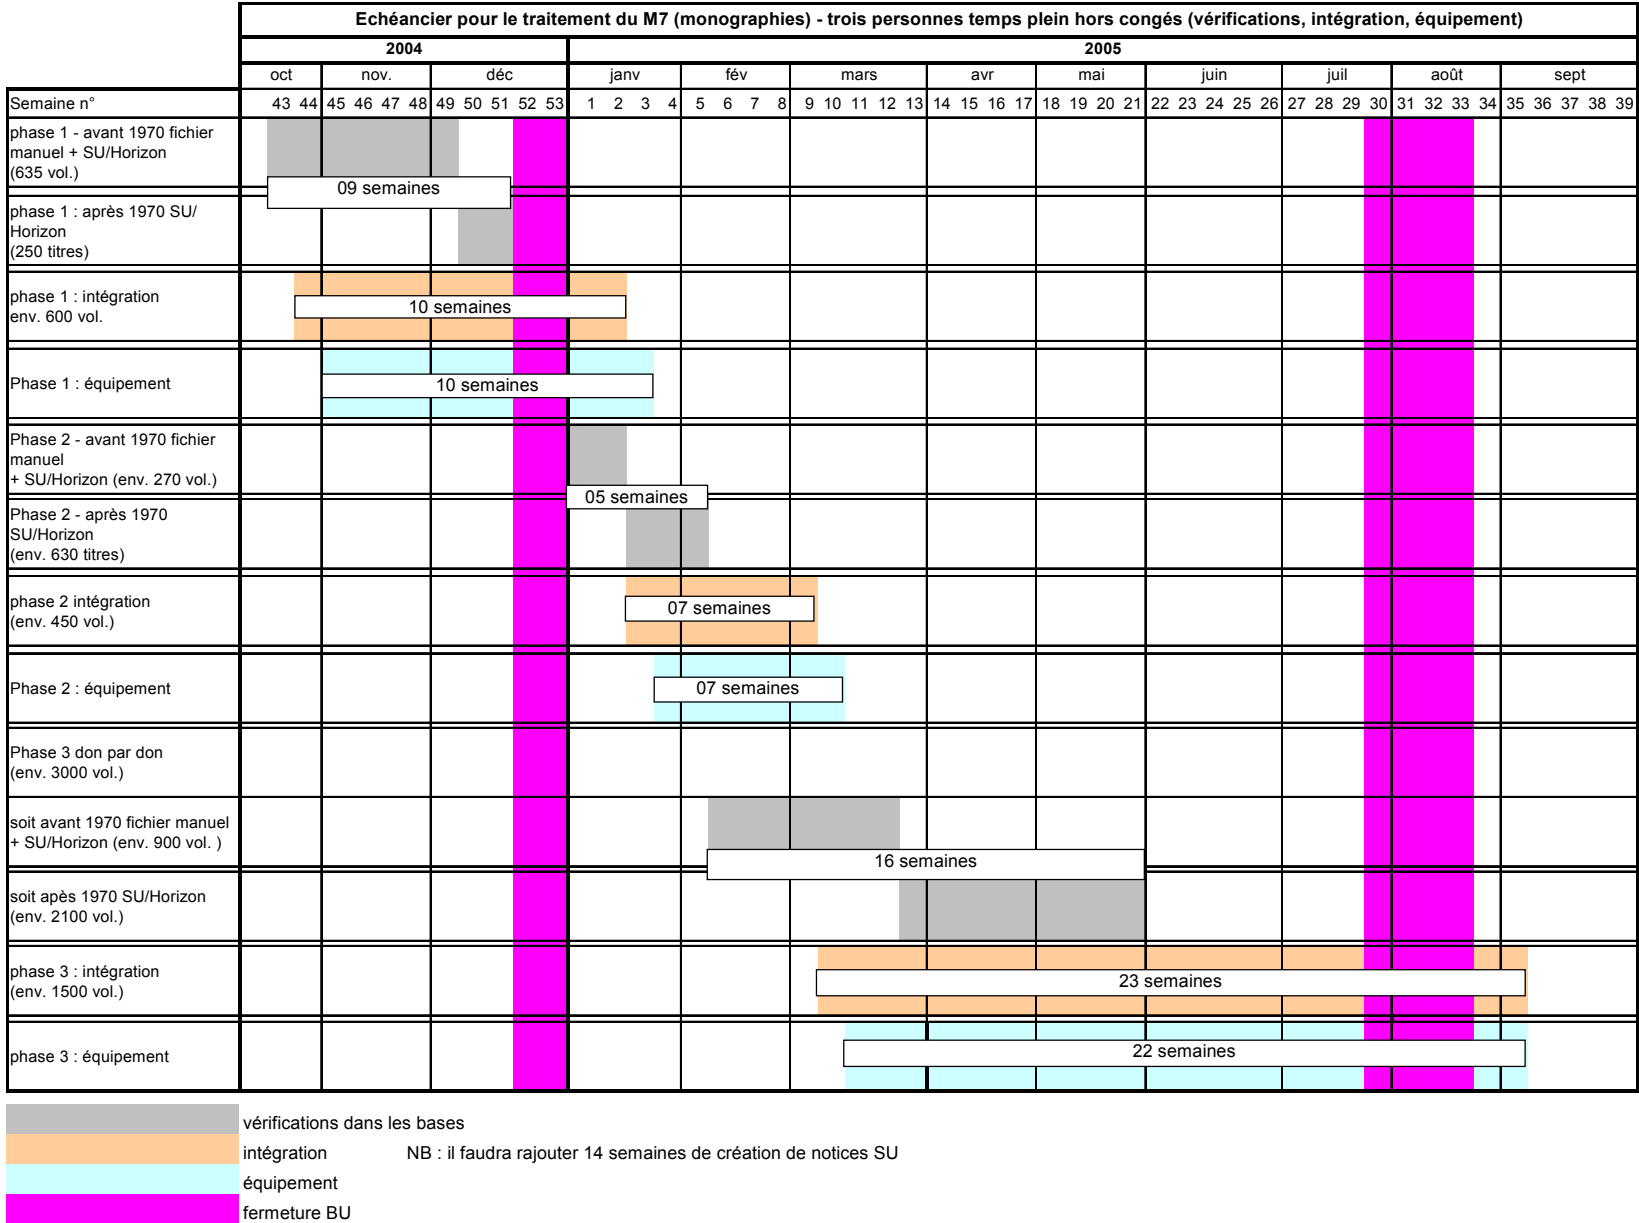 Echéancier pour le traitement du M7 (monographies) - trois personnes temps plein hors congés (vérifications, intégration, équipement)
2004 2005
oct nov. déc janv fév mars avr mai juin juil août sept
Semaine n° 43 44 45 46 47 48 49 50 51 52 53 1 2 3 4 5 6 7 8 9 10 11 12 13 14 15 16 17 18 19 20 21 22 23 24 25 26 27 28 29 30 31 32 33 34 35 36 37 38 39
phase 1 - avant 1970 fichier
manuel + SU/Horizon
(635 vol.)
09 semaines
phase 1 : après 1970 SU/
Horizon
(250 titres)
phase 1 : intégration
env. 600 vol.
10 semaines
Phase 1 : équipement
10 semaines
Phase 2 - avant 1970 fichier
manuel
+ SU/Horizon (env. 270 vol.)
05 semaines
Phase 2 - après 1970
SU/Horizon
(env. 630 titres)
phase 2 intégration
(env. 450 vol.)
07 semaines
Phase 2 : équipement
07 semaines
Phase 3 don par don
(env. 3000 vol.)
soit avant 1970 fichier manuel
+ SU/Horizon (env. 900 vol. )
16 semaines
soit apès 1970 SU/Horizon
(env. 2100 vol.)
phase 3 : intégration
(env. 1500 vol.)
23 semaines
phase 3 : équipement
22 semaines
vérifications dans les bases
intégration NB : il faudra rajouter 14 semaines de création de notices SU
équipement
fermeture BU